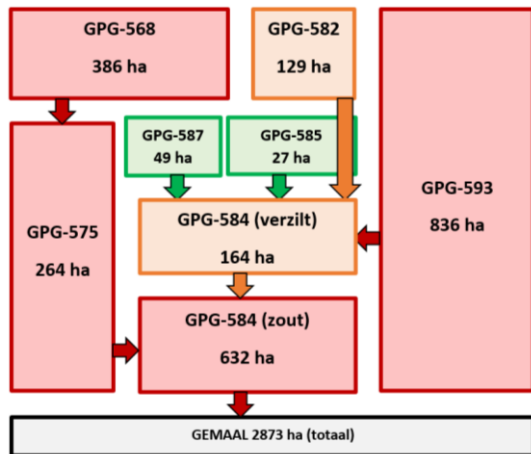 GPG-568
386 ha
GPG-582
129 ha
GPG-587
49 ha
GPG-585
27 ha
GPG-593
836 ha
GPG-575
264 ha
GPG-584 (verzilt)
164 ha
GPG-584 (zout)
632 ha
GEMAAL 2873 ha (totaal)